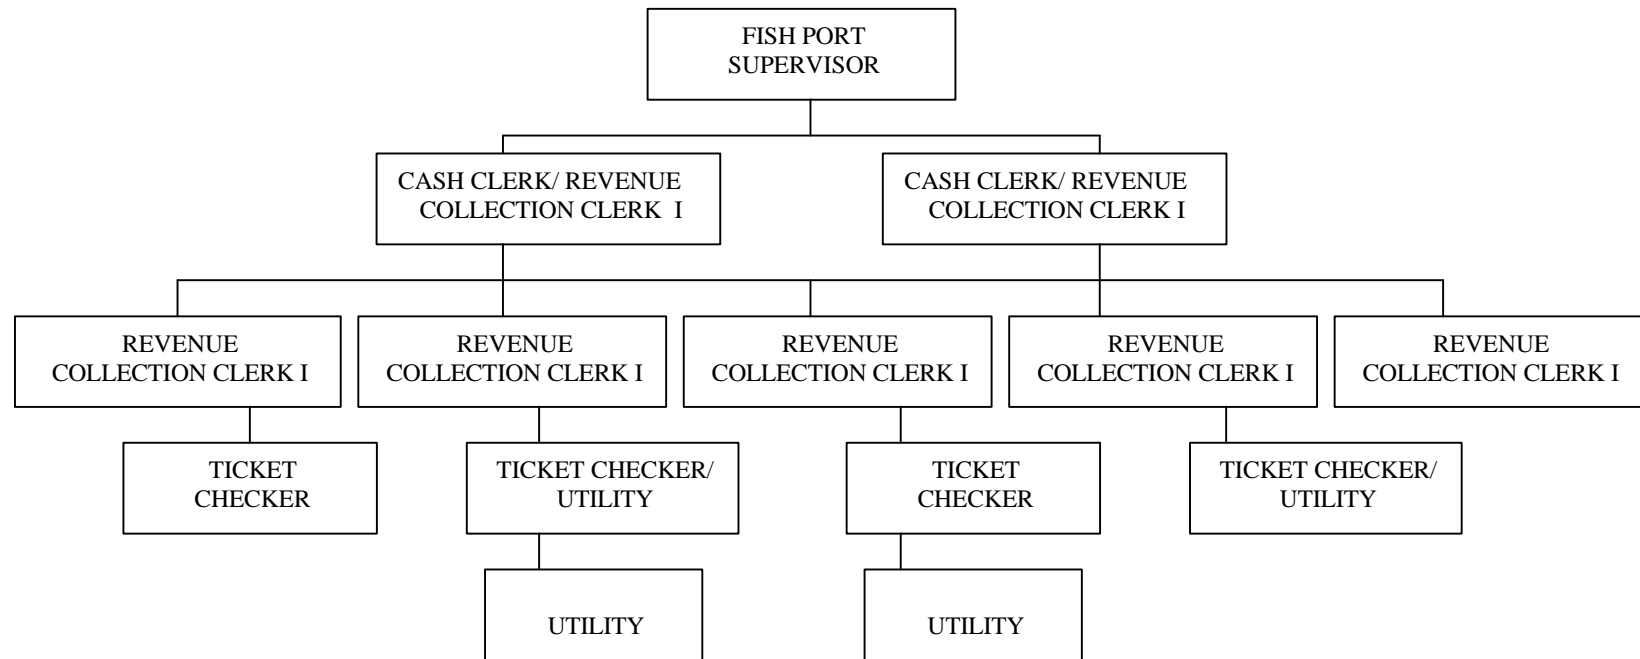 FISH PORT
SUPERVISOR
CASH CLERK/ REVENUE
COLLECTION CLERK I
CASH CLERK/ REVENUE
COLLECTION CLERK I
REVENUE
COLLECTION CLERK I
REVENUE
COLLECTION CLERK I
REVENUE
COLLECTION CLERK I
REVENUE
COLLECTION CLERK I
REVENUE
COLLECTION CLERK I
TICKET
CHECKER
TICKET CHECKER/
UTILITY
TICKET
CHECKER
TICKET CHECKER/
UTILITY
UTILITY
UTILITY